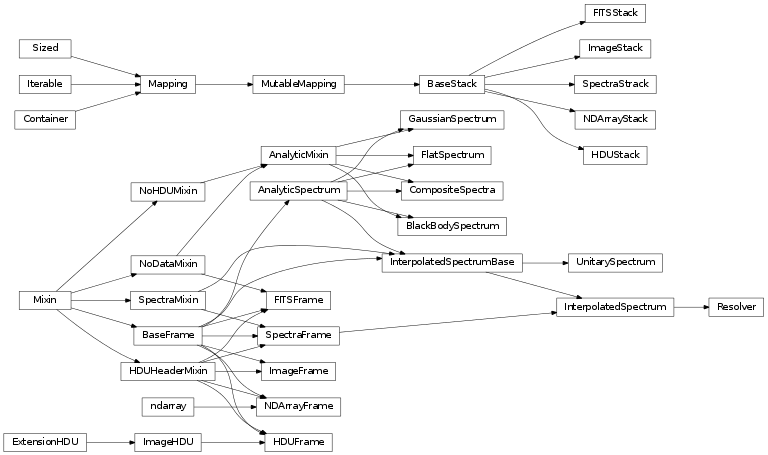 FITSStack
Sized
ImageStack
Iterable
Mapping
MutableMapping
BaseStack
SpectraStrack
Container
GaussianSpectrum
NDArrayStack
AnalyticMixin
FlatSpectrum
HDUStack
NoHDUMixin
AnalyticSpectrum
CompositeSpectra
BlackBodySpectrum
NoDataMixin
InterpolatedSpectrumBase
UnitarySpectrum
Mixin
SpectraMixin
FITSFrame
InterpolatedSpectrum
Resolver
BaseFrame
SpectraFrame
HDUHeaderMixin
ImageFrame
ndarray
NDArrayFrame
ExtensionHDU
ImageHDU
HDUFrame